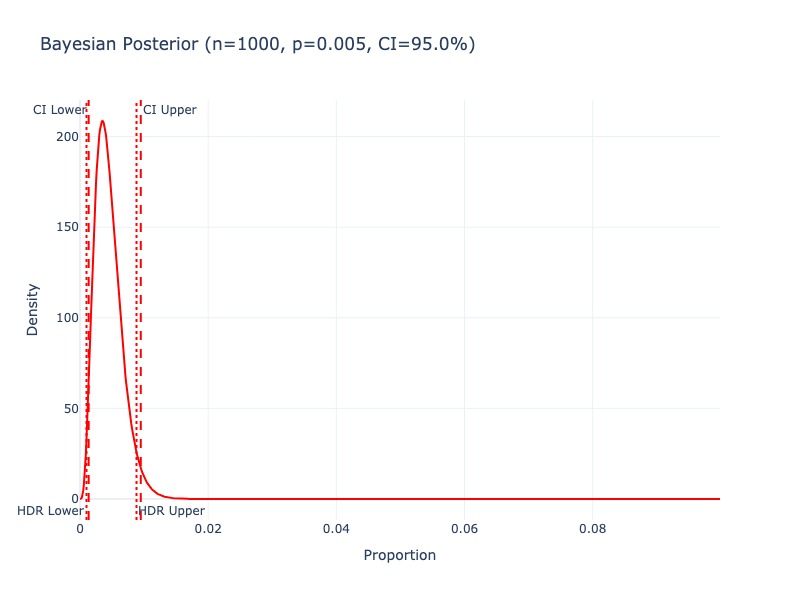 Bayesian Posterior (n=1000, p=0.005, CI=95.0%)
CI Lower
CI Upper
200
150
100
50
0
Density
HDR Lower
HDR Upper
0
0.02
0.04
0.06
0.08
Proportion